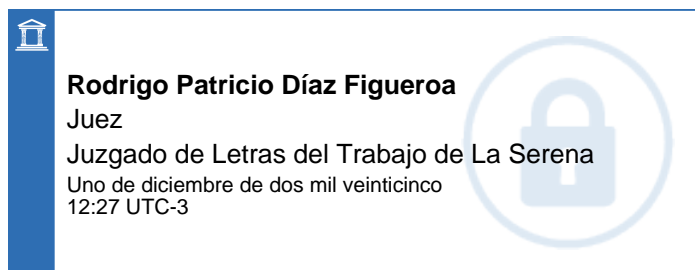 Rodrigo Patricio Díaz Figueroa
Juez
Juzgado de Letras del Trabajo de La Serena
Uno de diciembre de dos mil veinticinco
12:27 UTC-3